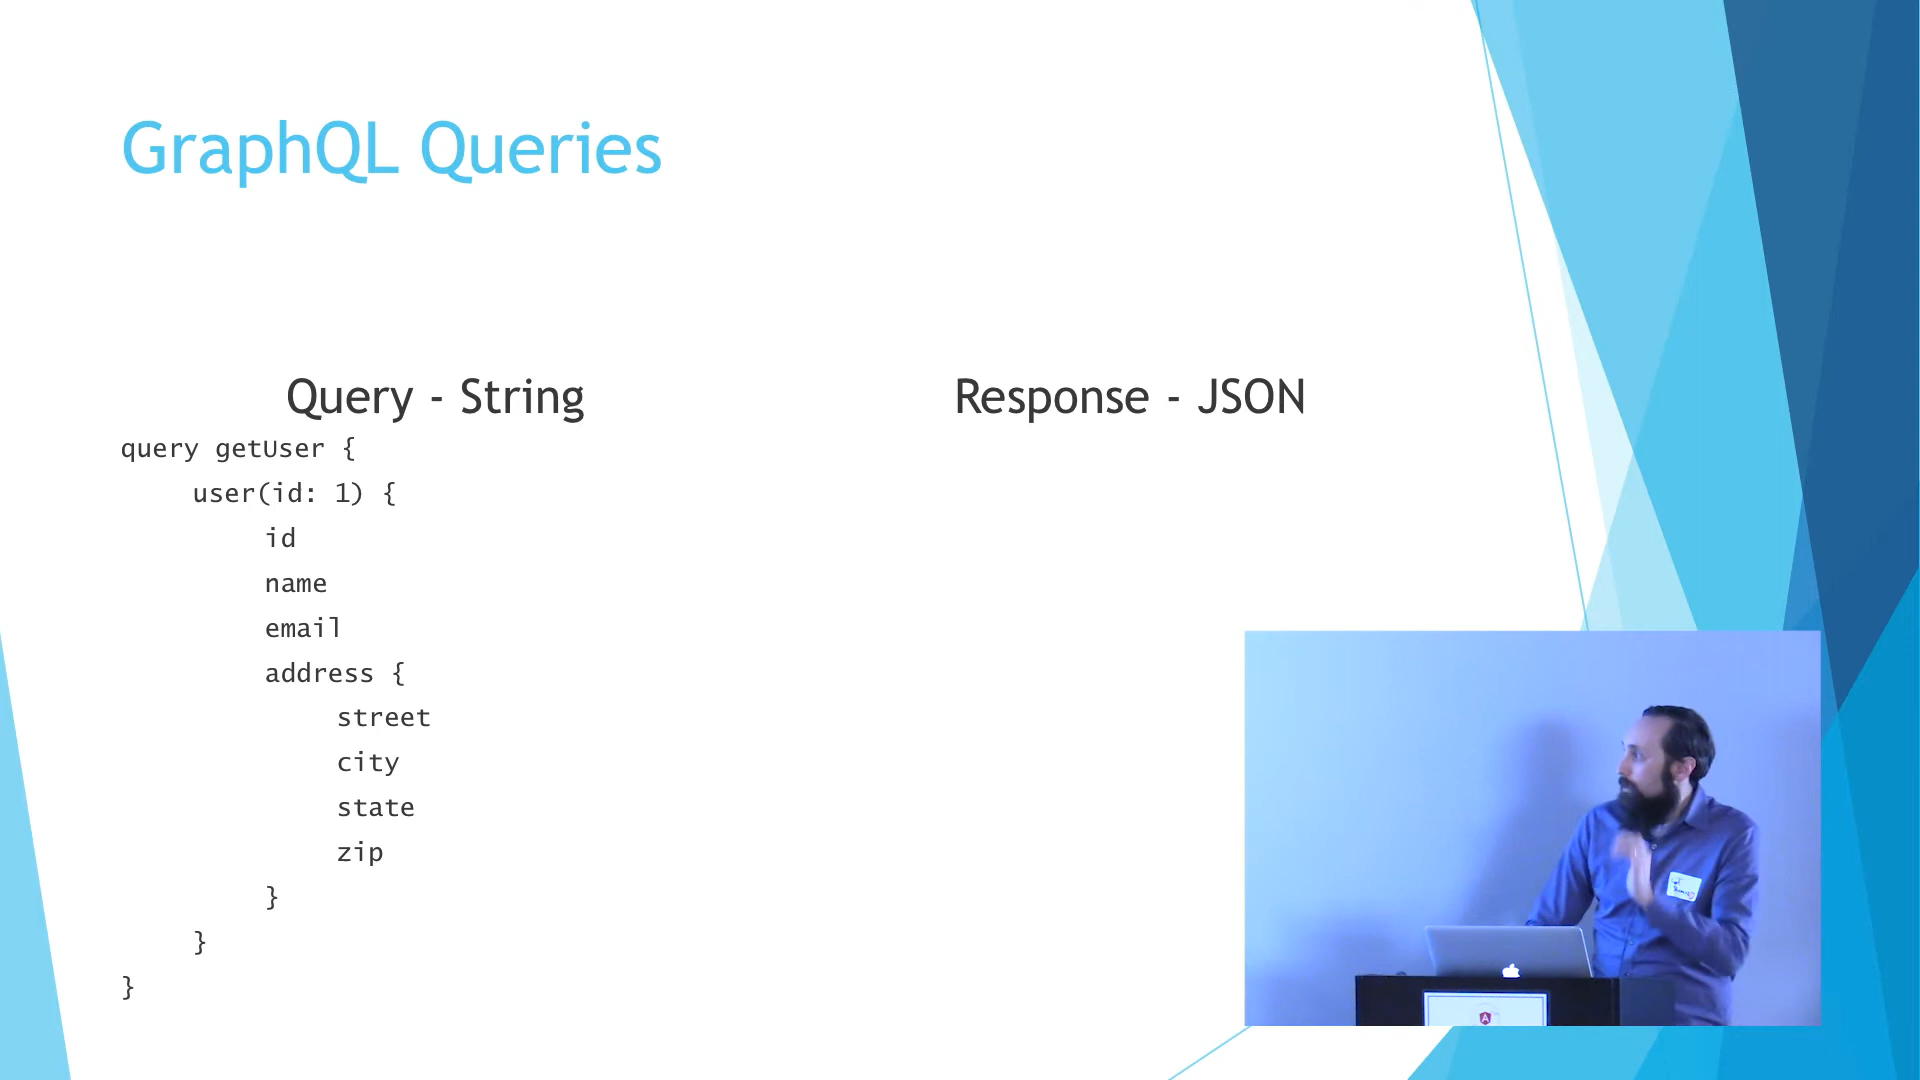 GraphQL Queries
Query - String
query getUser {
user(id: 1) {
id
name
email
address {
street
city
state
zip
}
}
}
Response - JSON